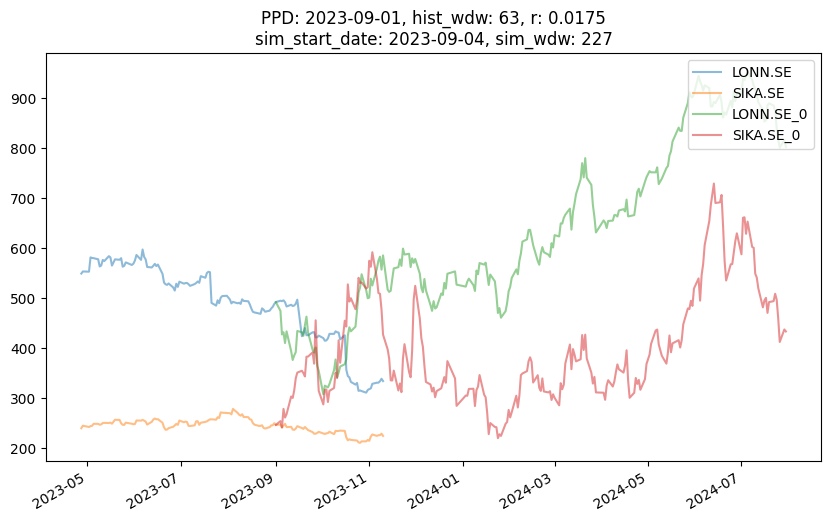 PPD: 2023-09-01, hist_wdw: 63, r: 0.0175
sim_start_date: 2023-09-04, sim_wdw: 227
LONN.SE
SIKA.SE
LONN.SE_0
SIKA.SE_0
900
800
700
600
500
400
300
200
2023-05
2023-07
2023-09
2023-11
2024-01
2024-03
2024-05
2024-07